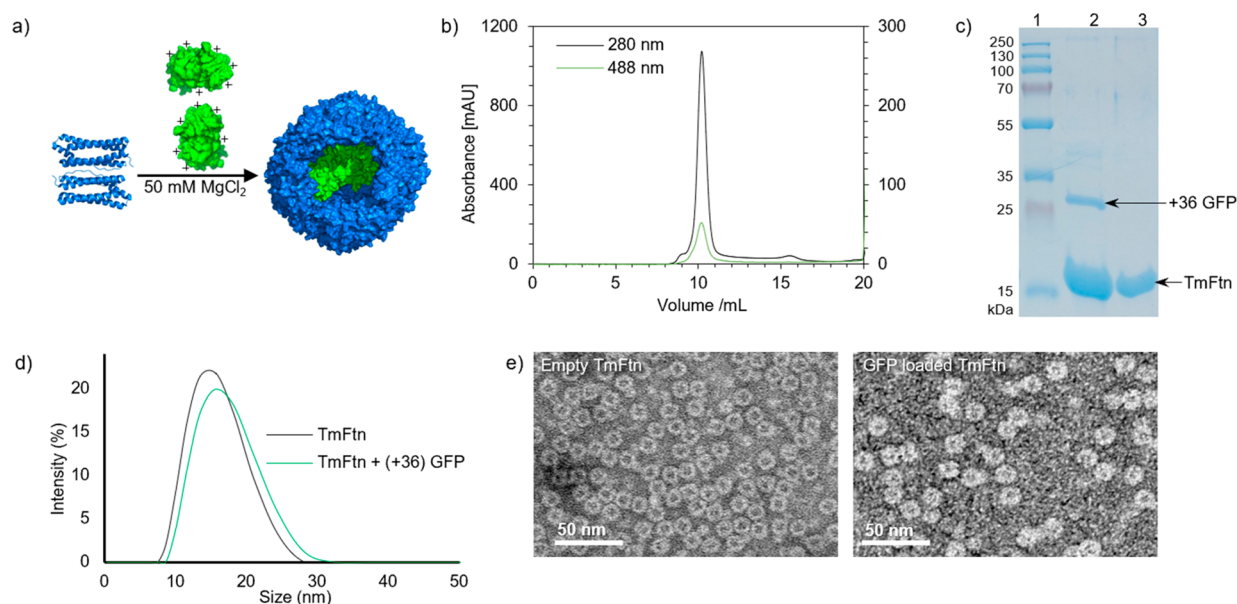 a)
+ + + +
+ + +
+ +
+ +
+
50 mM MgCl2
b)
Absorbance [mAU]
1200
900
600
300
0
280 nm
488 nm
300
200
100
0
0 5 10 15 20
Volume /mL
c)
1 2 3
250
130
100
70
55
35
25
15
kDa
+36 GFP
TmFtn
d)
Intensity (%)
20
15
10
5
0
TmFtn
TmFtn + (+36) GFP
0 10 20 30 40 50
Size (nm)
e)
Empty TmFtn
50 nm
GFP loaded TmFtn
50 nm